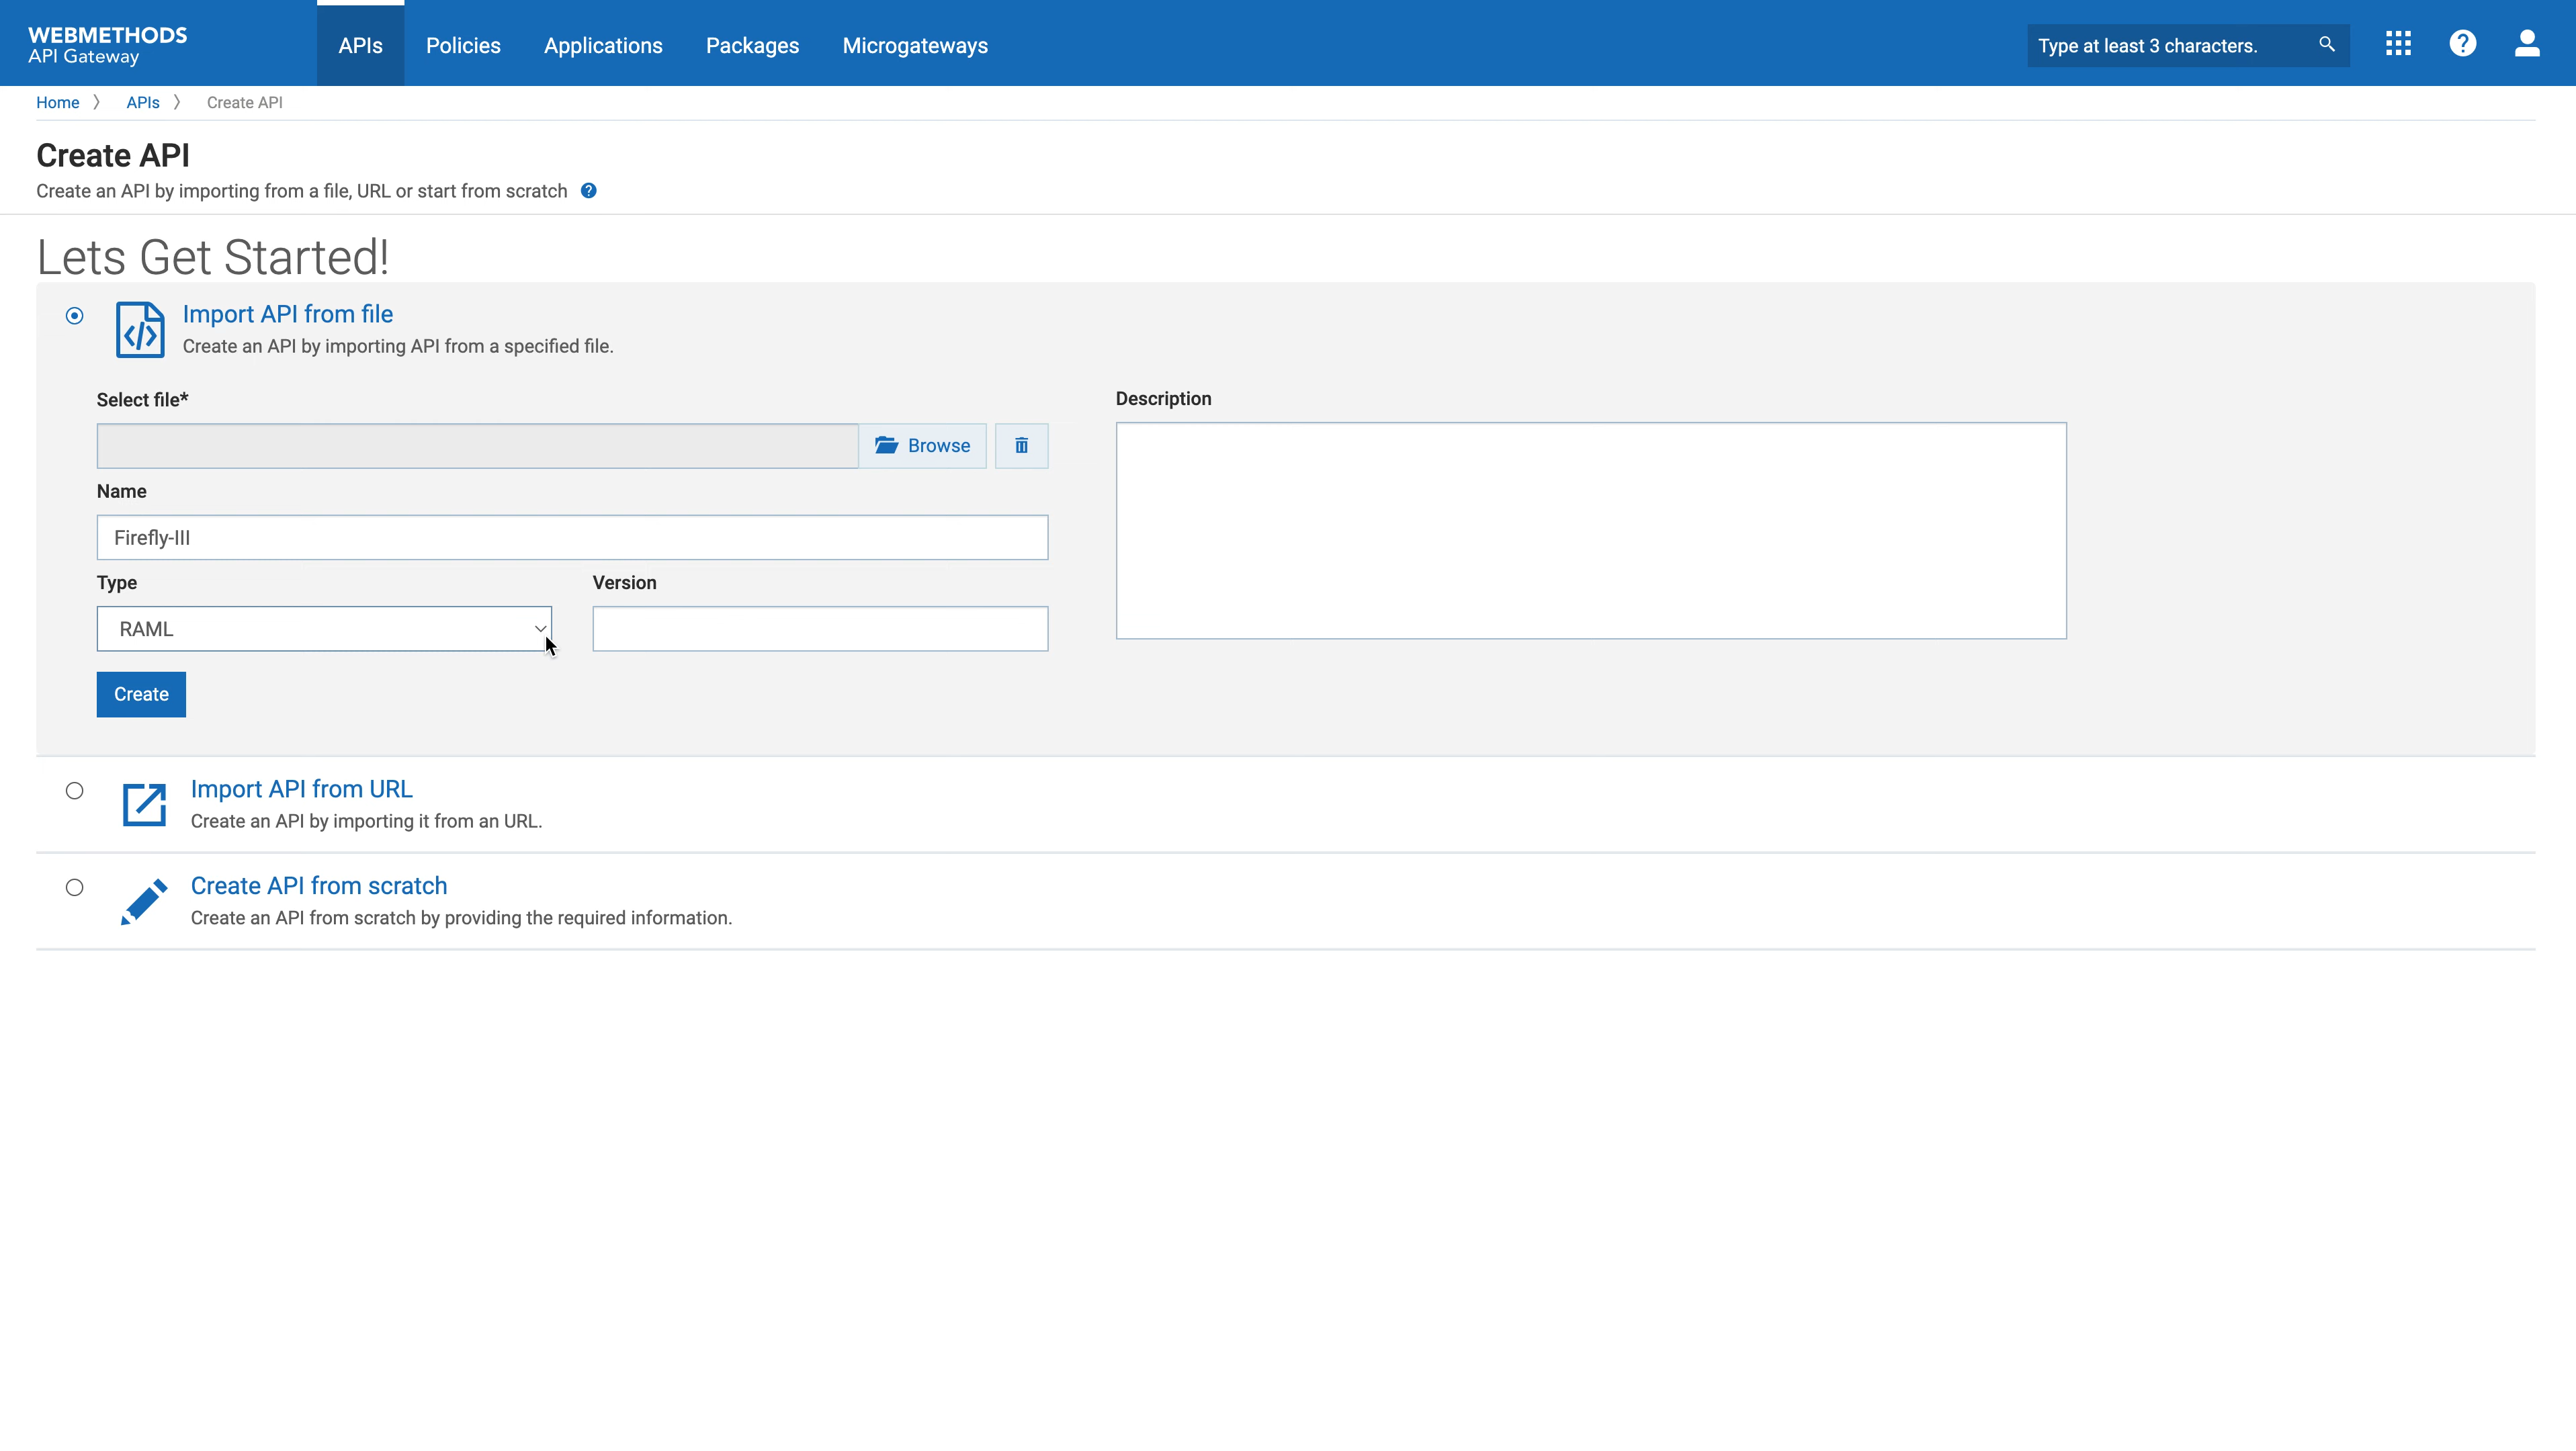 WEBMETHODS
API Gateway
APIs Policies Applications Packages Microgateways
Type at least 3 characters.
Home APIs Create API
Create API
Create an API by importing from a file, URL or start from scratch ?
Lets Get Started!
Import API from file
Create an API by importing API from a specified file.
Select file*
Browse
Name
Firefly-III
Type
RAML
Version
Description
Create
Import API from URL
Create an API by importing it from an URL.
Create API from scratch
Create an API from scratch by providing the required information.